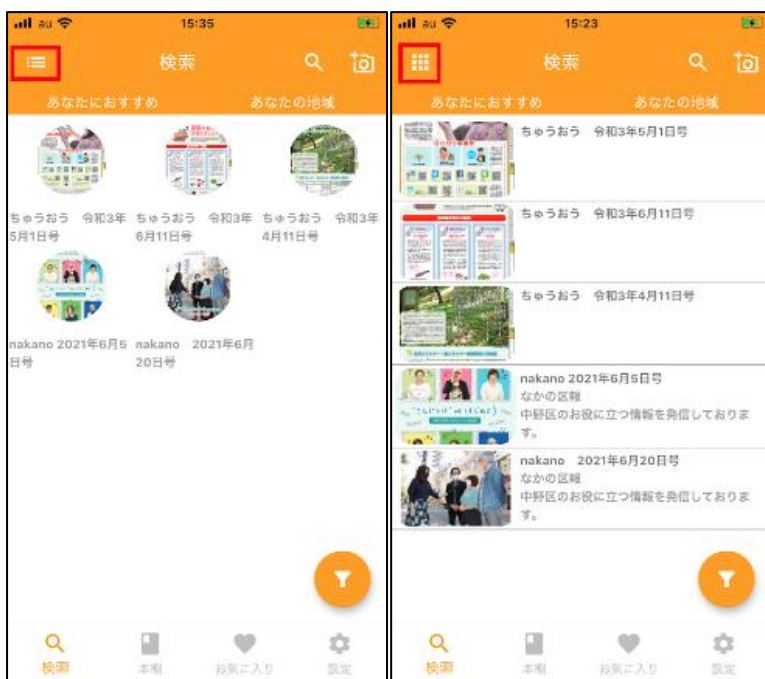 au 15:35
検索
あなたにおすすめ あなたの地域
ちゅうおう 令和3年
5月1日号
ちゅうおう 令和3年
6月11日号
ちゅうおう 令和3年
4月11日号
nakano 2021年6月5
日号
nakano 2021年6月
20日号
検索 本棚 お気に入り 設定
au 15:23
検索
あなたにおすすめ あなたの地域
ちゅうおう 令和3年5月1日号
ちゅうおう 令和3年6月11日号
ちゅうおう 令和3年4月11日号
nakano 2021年6月5日号
なかの区報
中野区のお役に立つ情報を発信しておりま
す。
nakano 2021年6月20日号
なかの区報
中野区のお役に立つ情報を発信しておりま
す。
検索 本棚 お気に入り 設定